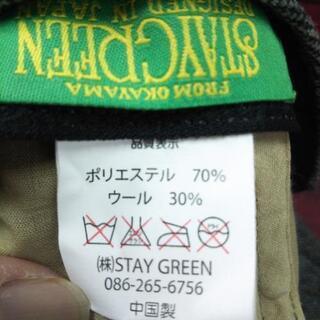 FROM OKAYAMA
STAYGREEN
DESIGNED IN JAPAN
品質表示
ポリエステル 70%
ウール 30%
㈱STAY GREEN
086-265-6756
中国製